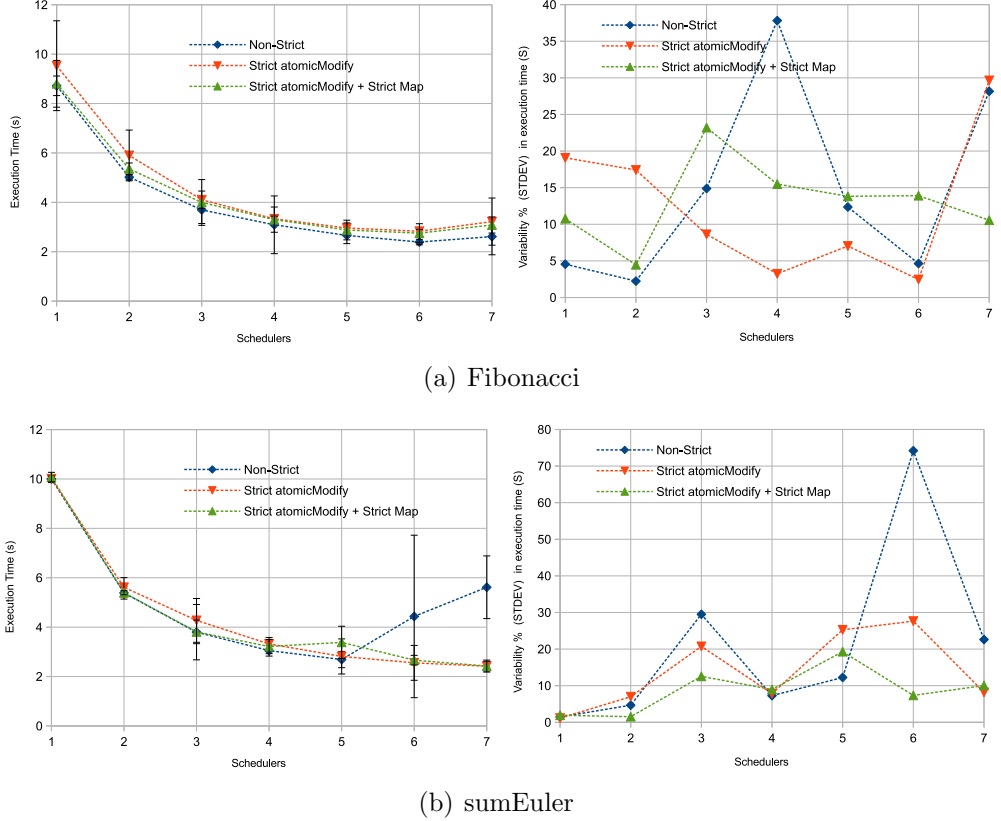 12
10
8
6
4
2
0
Execution Time (s)
Non-Strict
Strict atomicModify
Strict atomicModify + Strict Map
1 2 3 4 5 6 7
Schedulers
40
35
30
25
20
15
10
5
0
Variability % (STDEV) in execution time (S)
Non-Strict
Strict atomicModify
Strict atomicModify + Strict Map
1 2 3 4 5 6 7
Schedulers
(a) Fibonacci
12
10
8
6
4
2
0
Execution Time (s)
Non-Strict
Strict atomicModify
Strict atomicModify + Strict Map
1 2 3 4 5 6 7
Schedulers
80
70
60
50
40
30
20
10
0
Variability % (STDEV) in execution time (S)
Non-Strict
Strict atomicModify
Strict atomicModify + Strict Map
1 2 3 4 5 6 7
Schedulers
(b) sumEuler